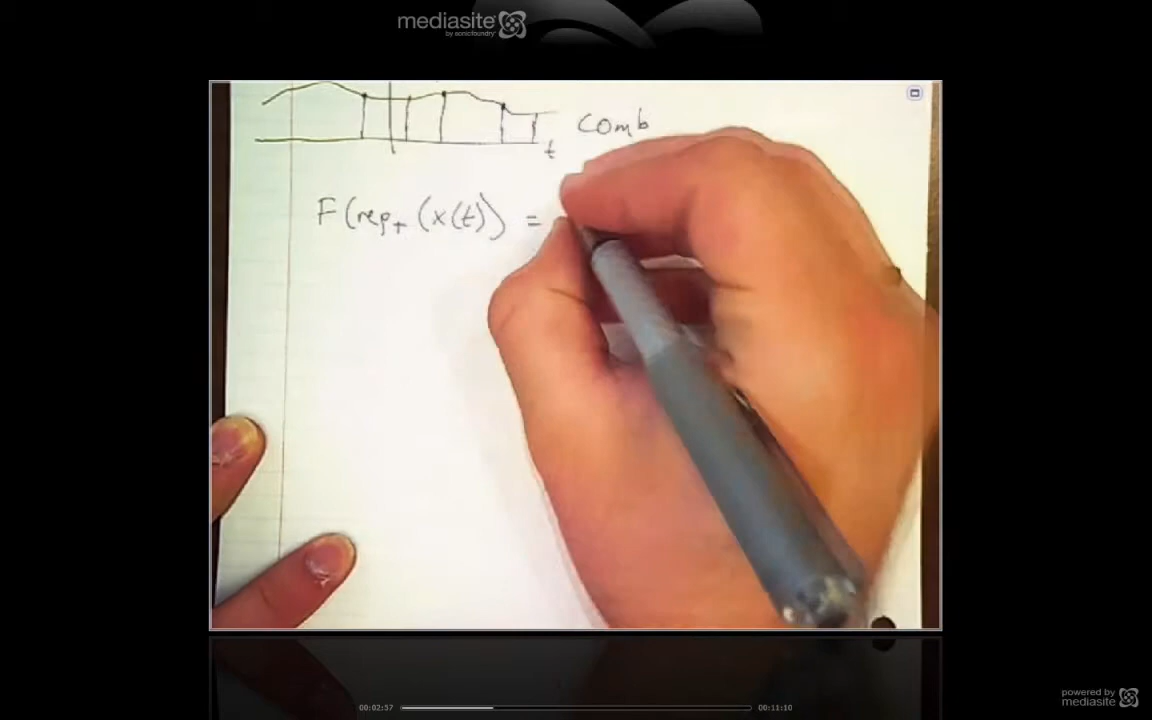 mediasite
by sonicfoundry
comb
t
F(rep_T (x(t)) =
00:02:57
00:11:10
powered by
mediasite